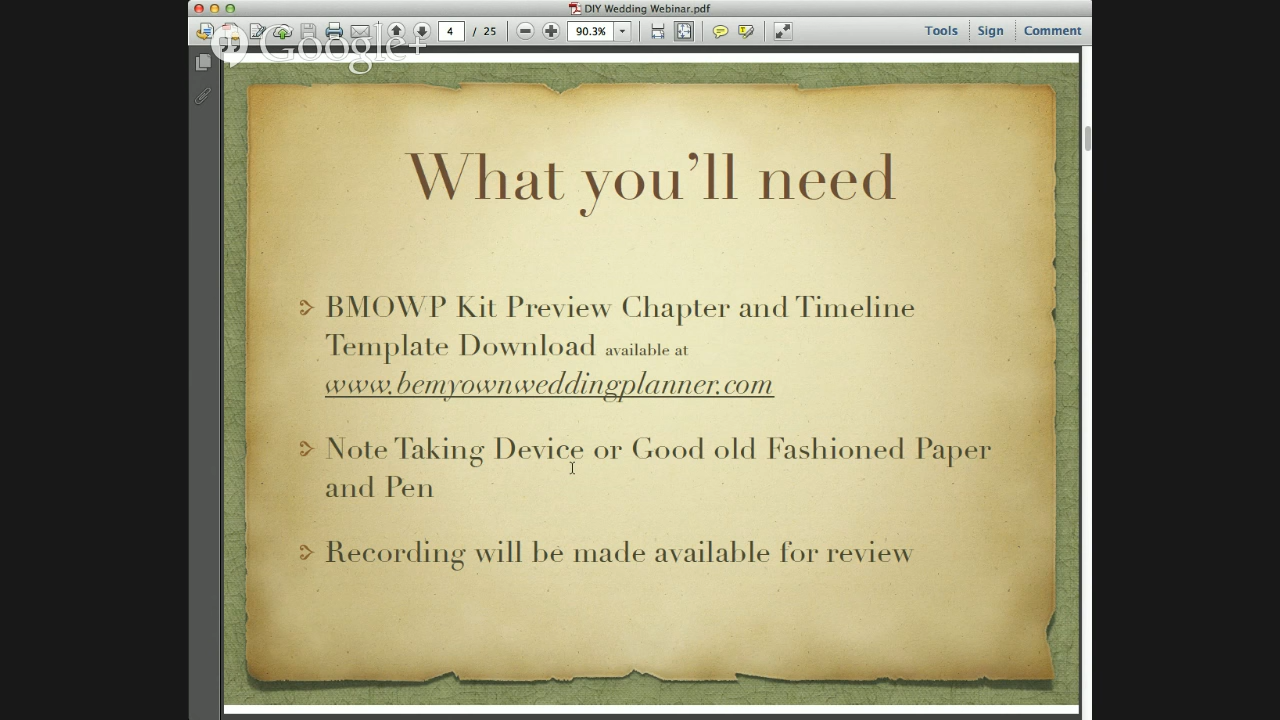 DIY Wedding Webinar.pdf
4 / 25 90.3% Tools Sign Comment
Google+
What you'll need
BMOWP Kit Preview Chapter and Timeline
Template Download available at
www.bemyownweddingplanner.com
Note Taking Device or Good old Fashioned Paper
and Pen
Recording will be made available for review